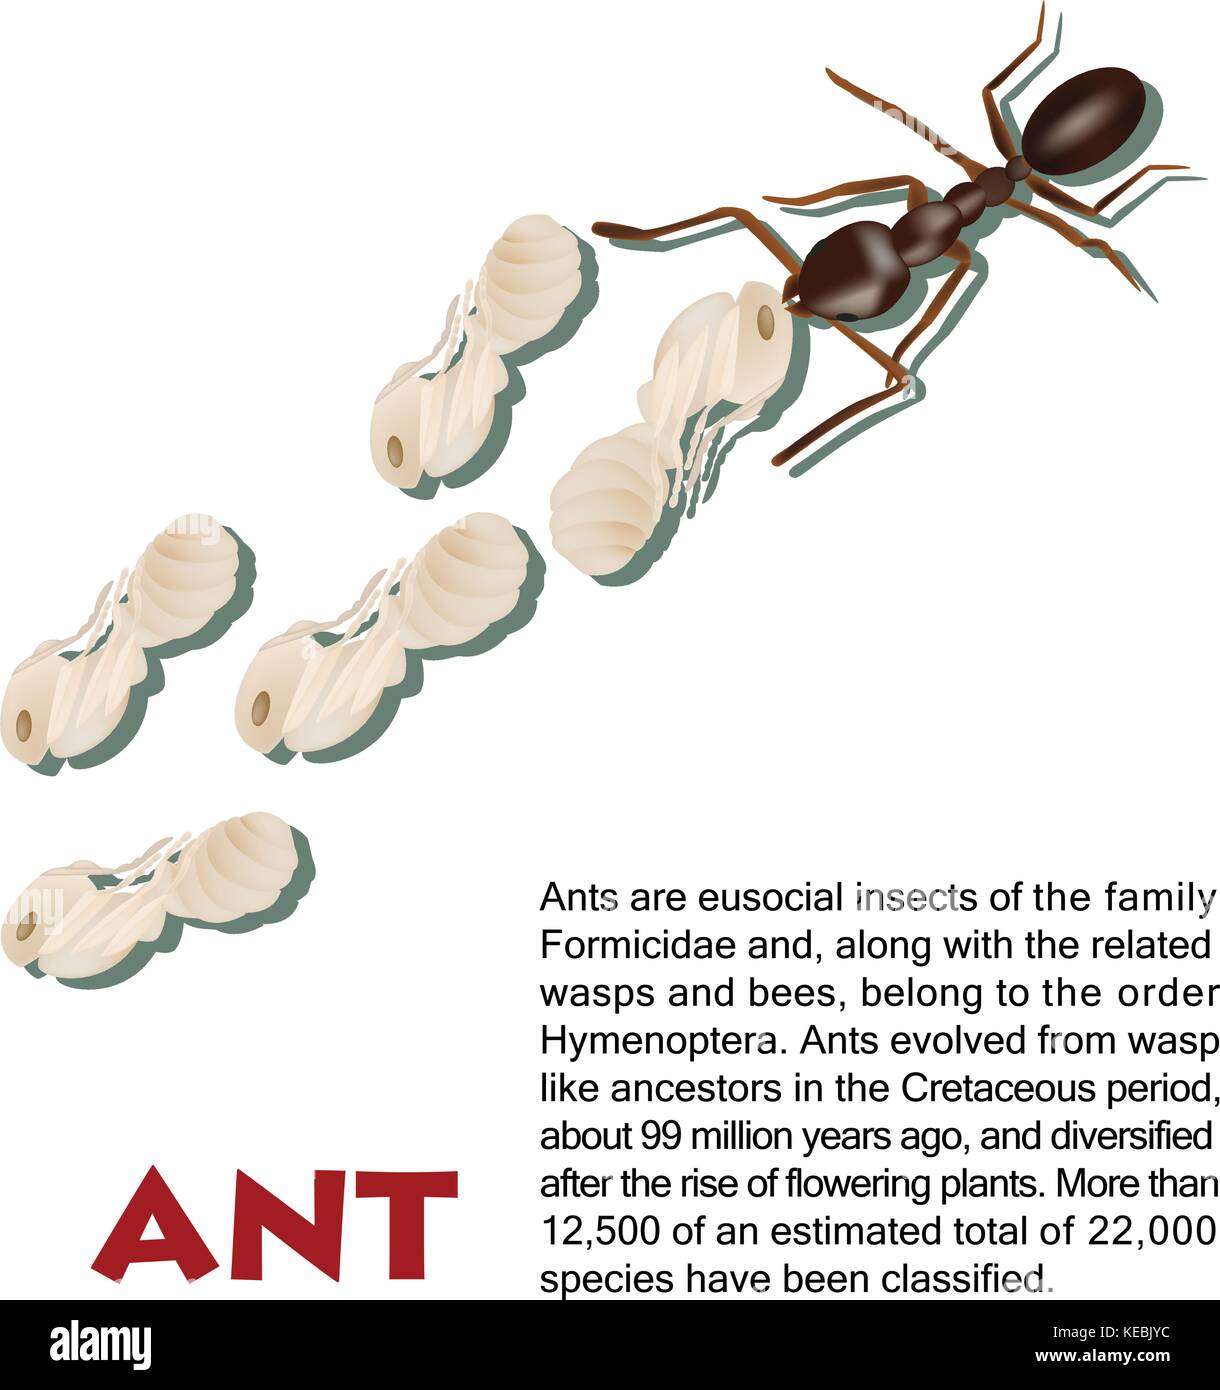 Ants are eusocial insects of the family
Formicidae and, along with the related
wasps and bees, belong to the order
Hymenoptera. Ants evolved from wasp
like ancestors in the Cretaceous period,
about 99 million years ago, and diversified
after the rise of flowering plants. More than
12,500 of an estimated total of 22,000
species have been classified.
ANT
alamy
Image ID: KEBJYC
www.alamy.com